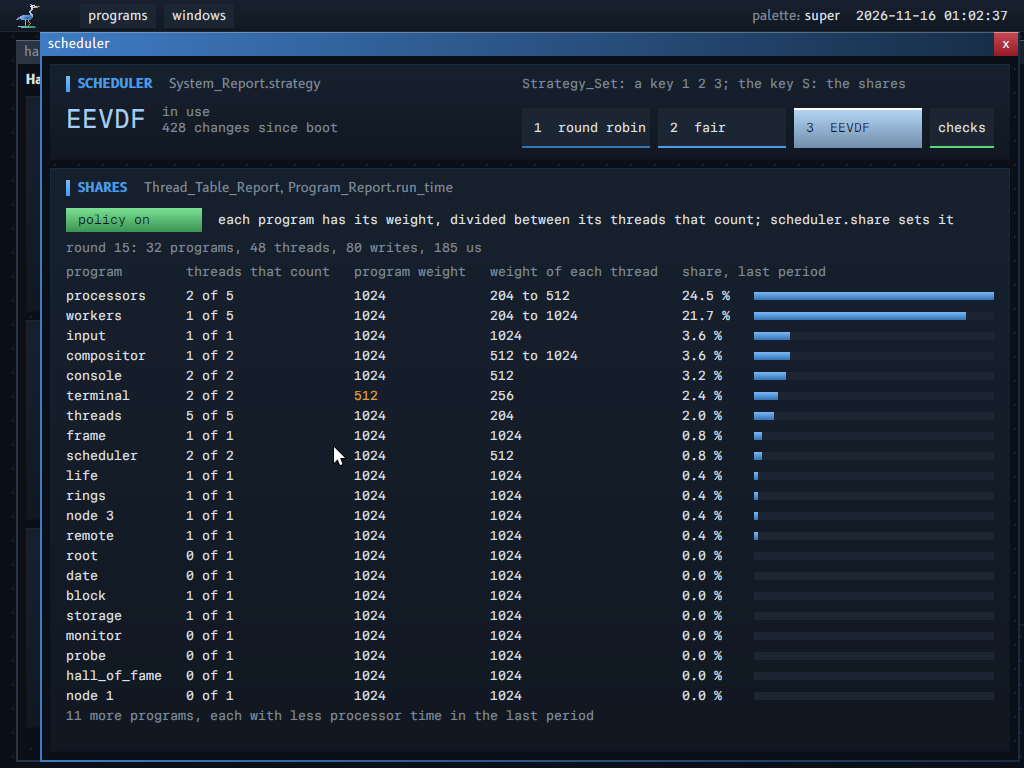 programs windows palette: super 2026-11-16 01:02:37
ha
scheduler x
Ha
SCHEDULER System_Report.strategy Strategy_Set: a key 1 2 3; the key S: the shares
EEVDF in use
428 changes since boot
1 round robin 2 fair 3 EEVDF checks
SHARES Thread_Table_Report, Program_Report.run_time
policy on each program has its weight, divided between its threads that count; scheduler.share sets it
round 15: 32 programs, 48 threads, 80 writes, 185 us
program threads that count program weight weight of each thread share, last period
processors 2 of 5 1024 204 to 512 24.5 %
workers 1 of 5 1024 204 to 1024 21.7 %
input 1 of 1 1024 1024 3.6 %
compositor 1 of 2 1024 512 to 1024 3.6 %
console 2 of 2 1024 512 3.2 %
terminal 2 of 2 512 256 2.4 %
threads 5 of 5 1024 204 2.0 %
frame 1 of 1 1024 1024 0.8 %
scheduler 2 of 2 1024 512 0.8 %
life 1 of 1 1024 1024 0.4 %
rings 1 of 1 1024 1024 0.4 %
node 3 1 of 1 1024 1024 0.4 %
remote 1 of 1 1024 1024 0.4 %
root 0 of 1 1024 1024 0.0 %
date 0 of 1 1024 1024 0.0 %
block 1 of 1 1024 1024 0.0 %
storage 1 of 1 1024 1024 0.0 %
monitor 0 of 1 1024 1024 0.0 %
probe 0 of 1 1024 1024 0.0 %
hall_of_fame 0 of 1 1024 1024 0.0 %
node 1 0 of 1 1024 1024 0.0 %
11 more programs, each with less processor time in the last period